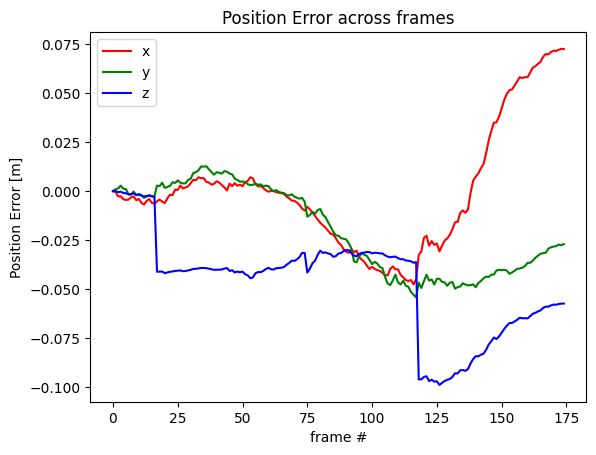 Position Error across frames
x
y
z
Position Error [m]
0.075
0.050
0.025
0.000
−0.025
−0.050
−0.075
−0.100
0 25 50 75 100 125 150 175
frame #